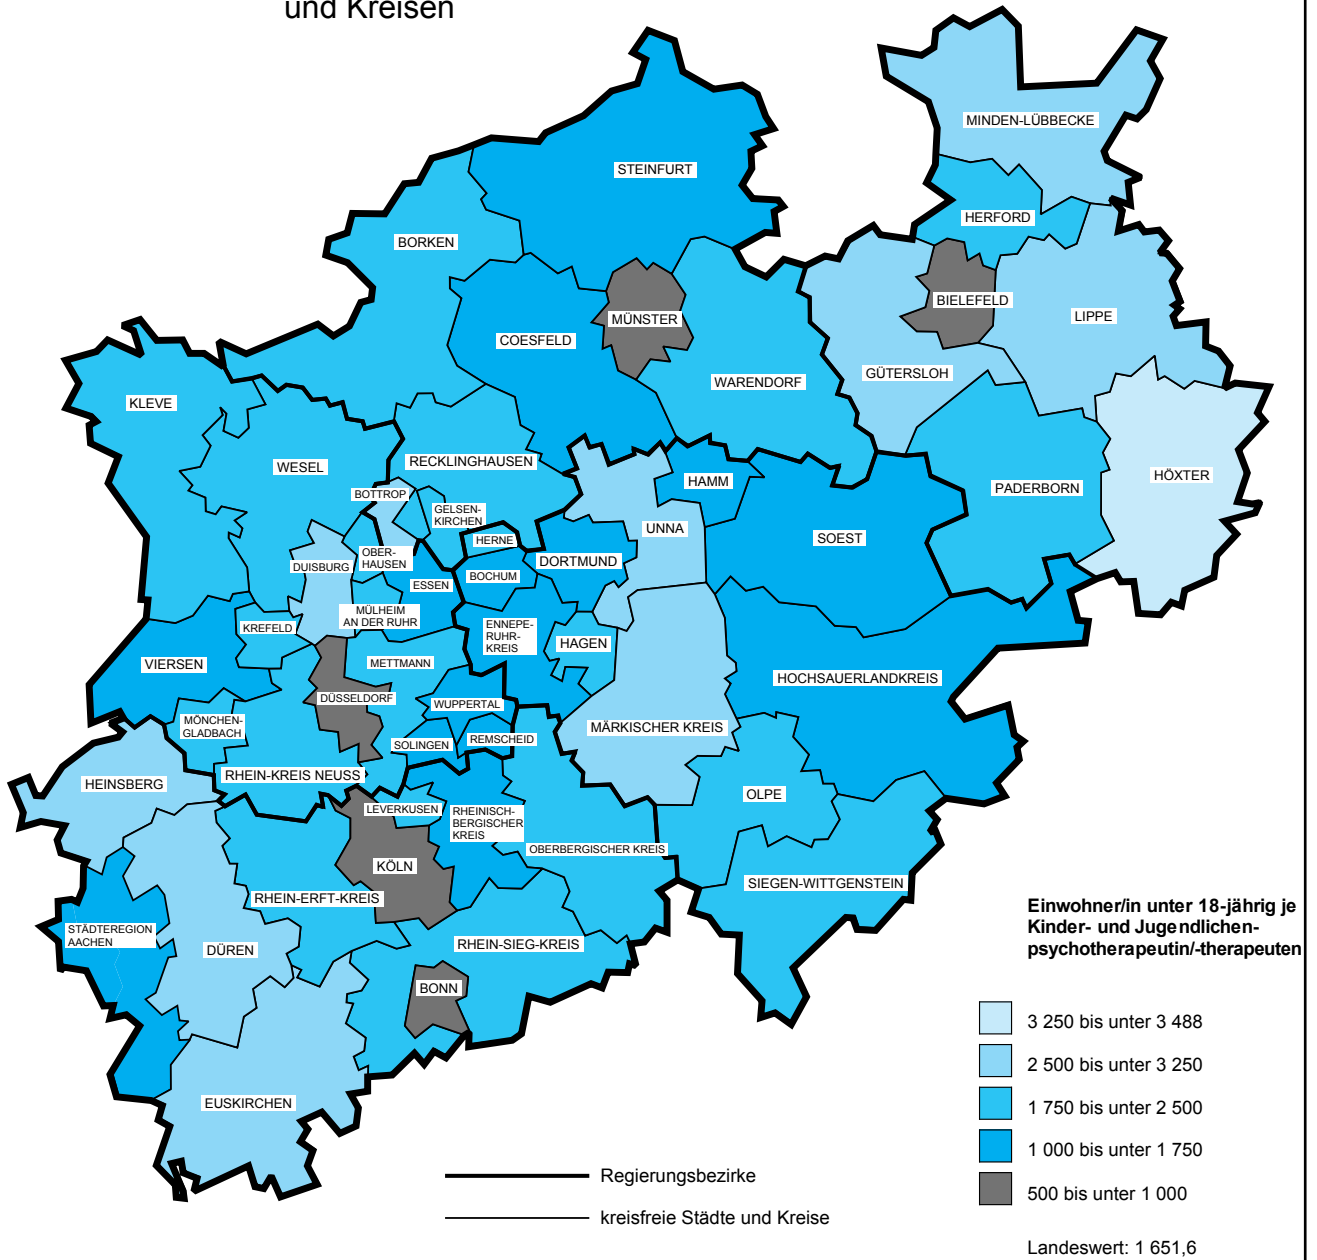 und Kreisen
MINDEN-LÜBBECKE
STEINFURT
HERFORD
BORKEN
BIELEFELD
LIPPE
MÜNSTER
COESFELD
GÜTERSLOH
WARENDORF
KLEVE
WESEL
RECKLINGHAUSEN
HÖXTER
HAMM
PADERBORN
BOTTROP
GELSEN-
KIRCHEN
UNNA
SOEST
HERNE
OBER-
HAUSEN
DUISBURG
DORTMUND
BOCHUM
ESSEN
MÜLHEIM
AN DER RUHR
KREFELD
ENNEPE-
RUHR-
KREIS
HAGEN
VIERSEN
METTMANN
HOCHSAUERLANDKREIS
DÜSSELDORF
WUPPERTAL
MÖNCHEN-
GLADBACH
MÄRKISCHER KREIS
SOLINGEN
REMSCHEID
RHEIN-KREIS NEUSS
HEINSBERG
OLPE
LEVERKUSEN
RHEINISCH-
BERGISCHER
KREIS
OBERBERGISCHER KREIS
KÖLN
SIEGEN-WITTGENSTEIN
RHEIN-ERFT-KREIS
STÄDTEREGION
AACHEN
DÜREN
RHEIN-SIEG-KREIS
BONN
EUSKIRCHEN
Einwohner/in unter 18-jährig je
Kinder- und Jugendlichen-
psychotherapeutin/-therapeuten
3 250 bis unter 3 488
2 500 bis unter 3 250
1 750 bis unter 2 500
1 000 bis unter 1 750
500 bis unter 1 000
Landeswert: 1 651,6
Regierungsbezirke
kreisfreie Städte und Kreise